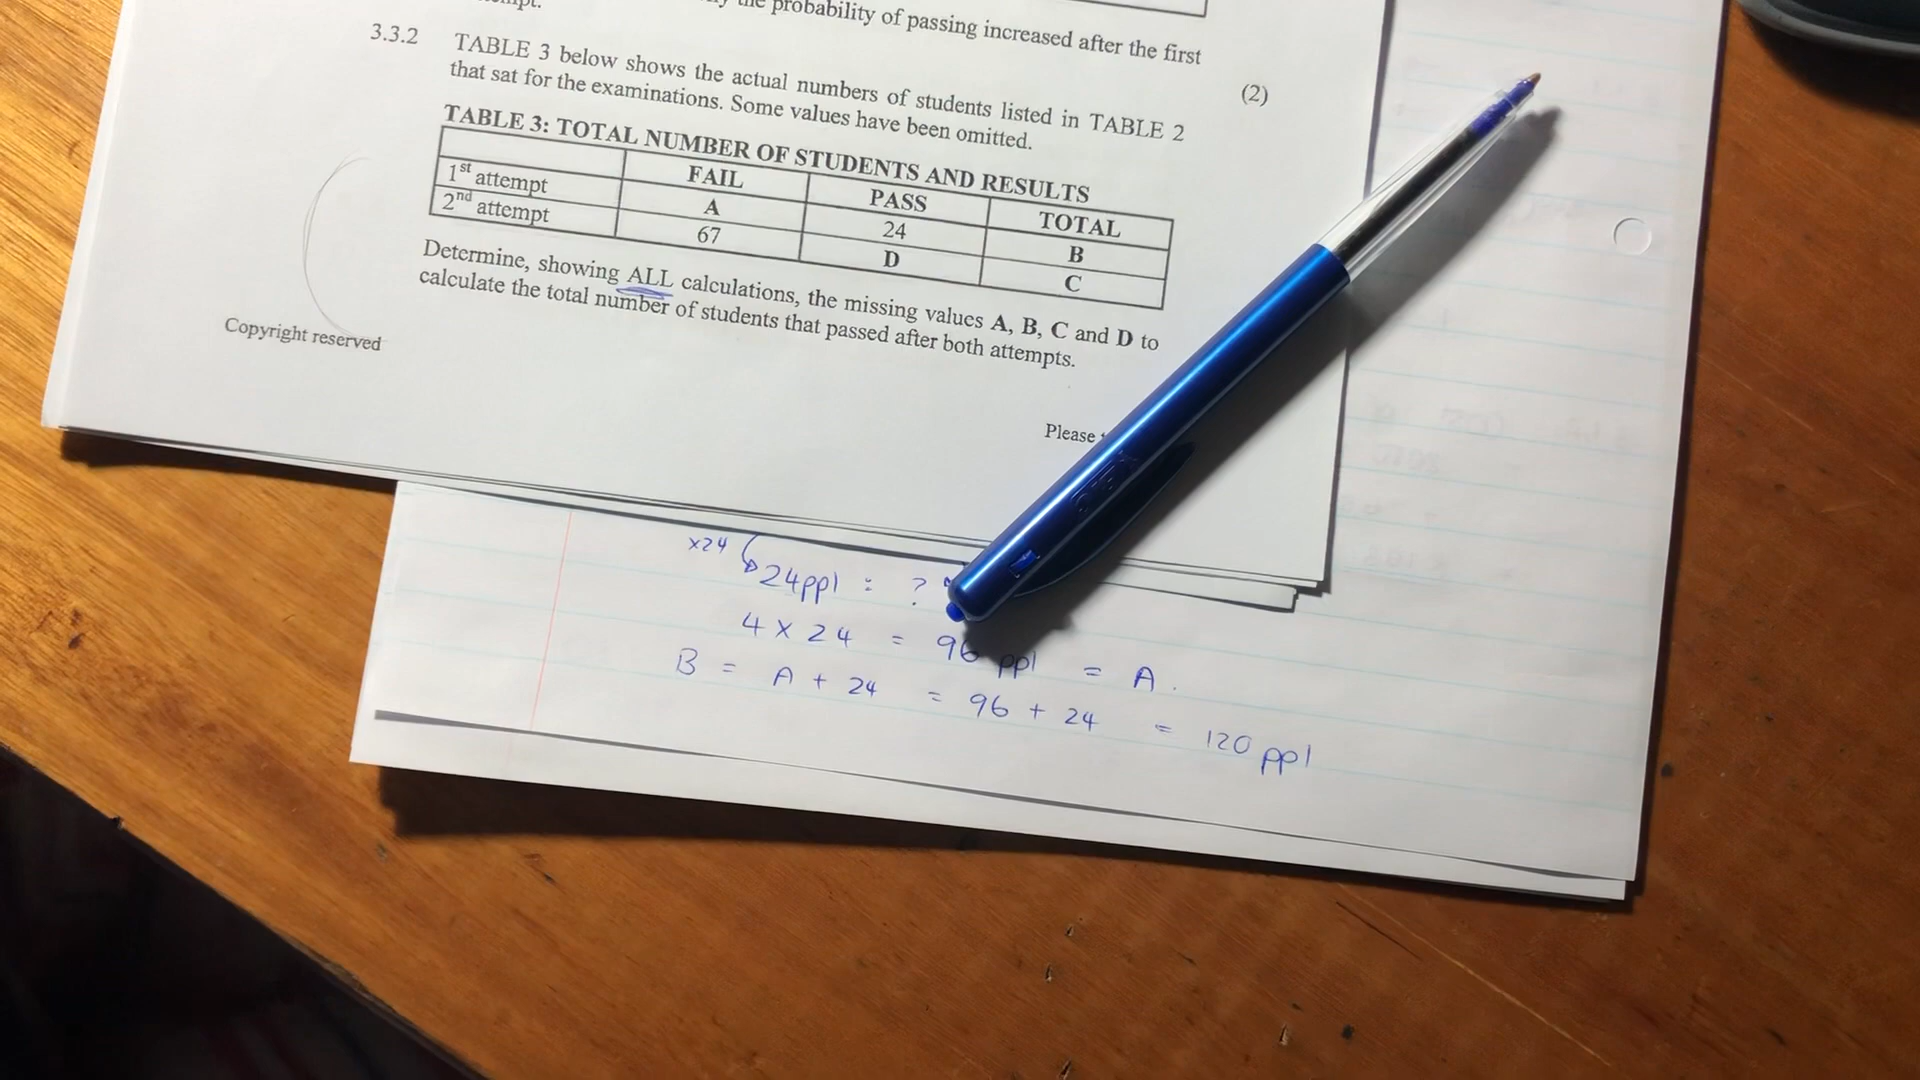 the probability of passing increased after the first
(2)
3.3.2 TABLE 3 below shows the actual numbers of students listed in TABLE 2
that sat for the examinations. Some values have been omitted.
TABLE 3: TOTAL NUMBER OF STUDENTS AND RESULTS
FAIL PASS TOTAL
1st attempt A 24 B
2nd attempt 67 D C
Determine, showing ALL calculations, the missing values A, B, C and D to
calculate the total number of students that passed after both attempts.
Copyright reserved
Please
x24
24ppl : ?
4 x 24 = 96 ppl = A.
B = A + 24 = 96 + 24 = 120 ppl